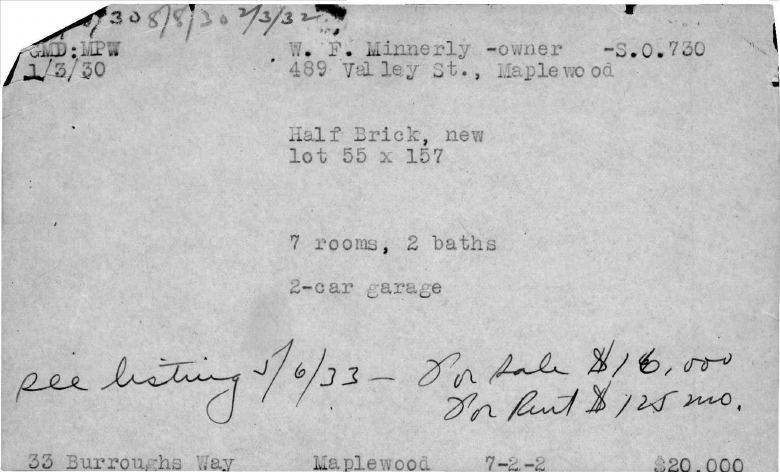 /30 8/8/30 2/3/32
GMD:MPW W. F. Minnerly -owner -S.O.730
1/3/30 489 Valley St., Maplewood
Half Brick, new
lot 55 x 157
7 rooms, 2 baths
2-car garage
see listing 5/6/33 - For Sale $16,000
For Rent $125 mo.
33 Burroughs Way Maplewood 7-2-2 $20,000